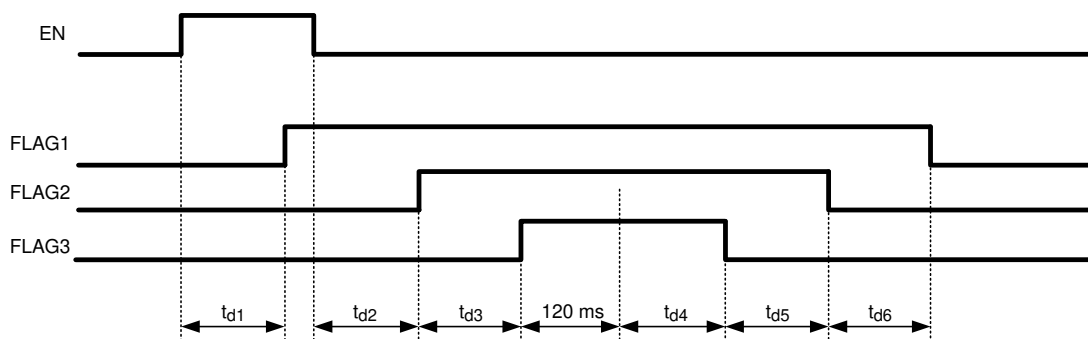 EN
FLAG1
FLAG2
FLAG3
td1 td2 td3 120 ms td4 td5 td6